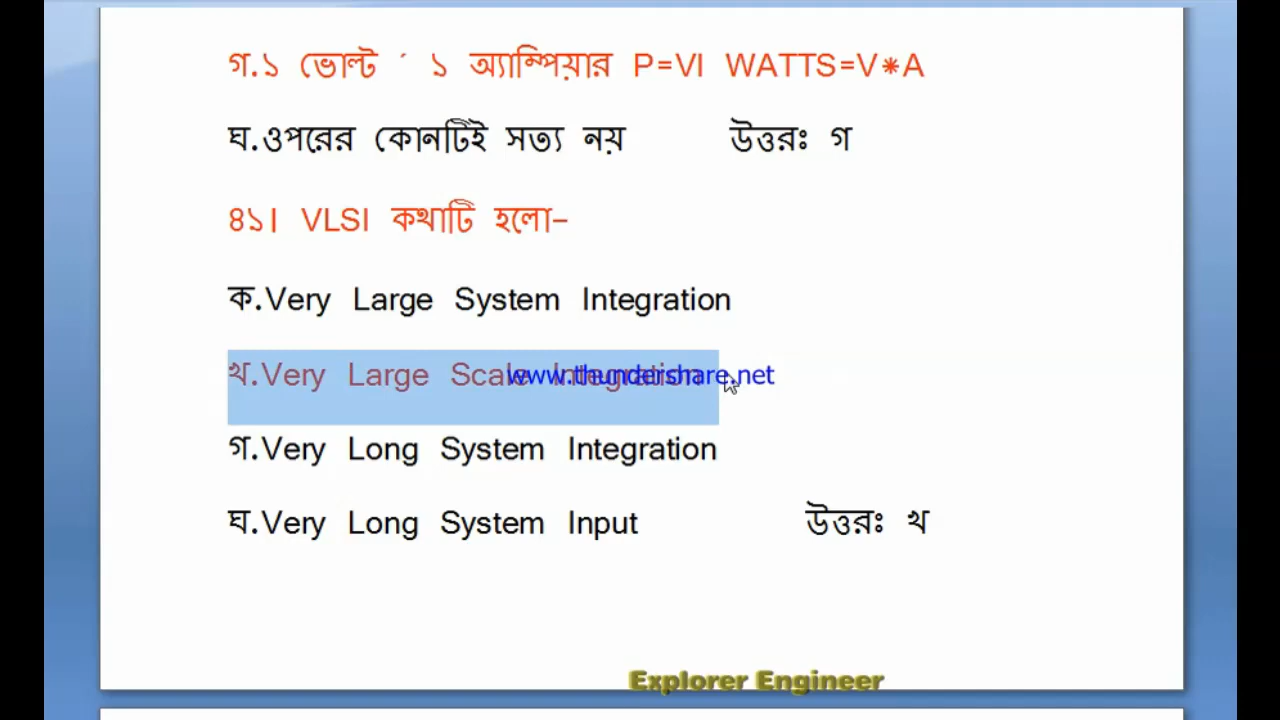 গ.১ ভোল্ট ´ ১ অ্যাম্পিয়ার P=VI WATTS=V*A
ঘ.ওপরের কোনটিই সত্য নয় উত্তরঃ গ
৪১। VLSI কথাটি হলো–
ক.Very Large System Integration
খ.Very Large Scale Integration
www.thundershare.net
গ.Very Long System Integration
ঘ.Very Long System Input উত্তরঃ খ
Explorer Engineer